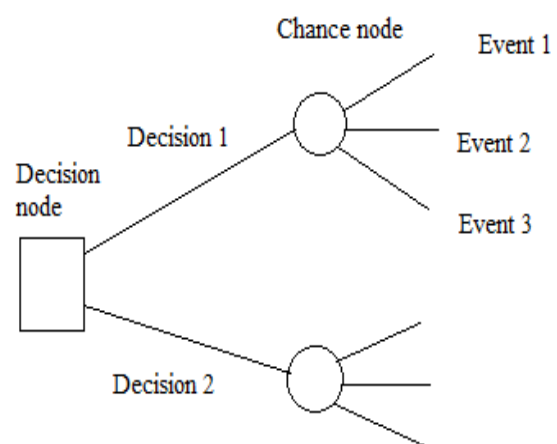 Chance node
Event 1
Decision 1
Event 2
Decision
node
Event 3
Decision 2